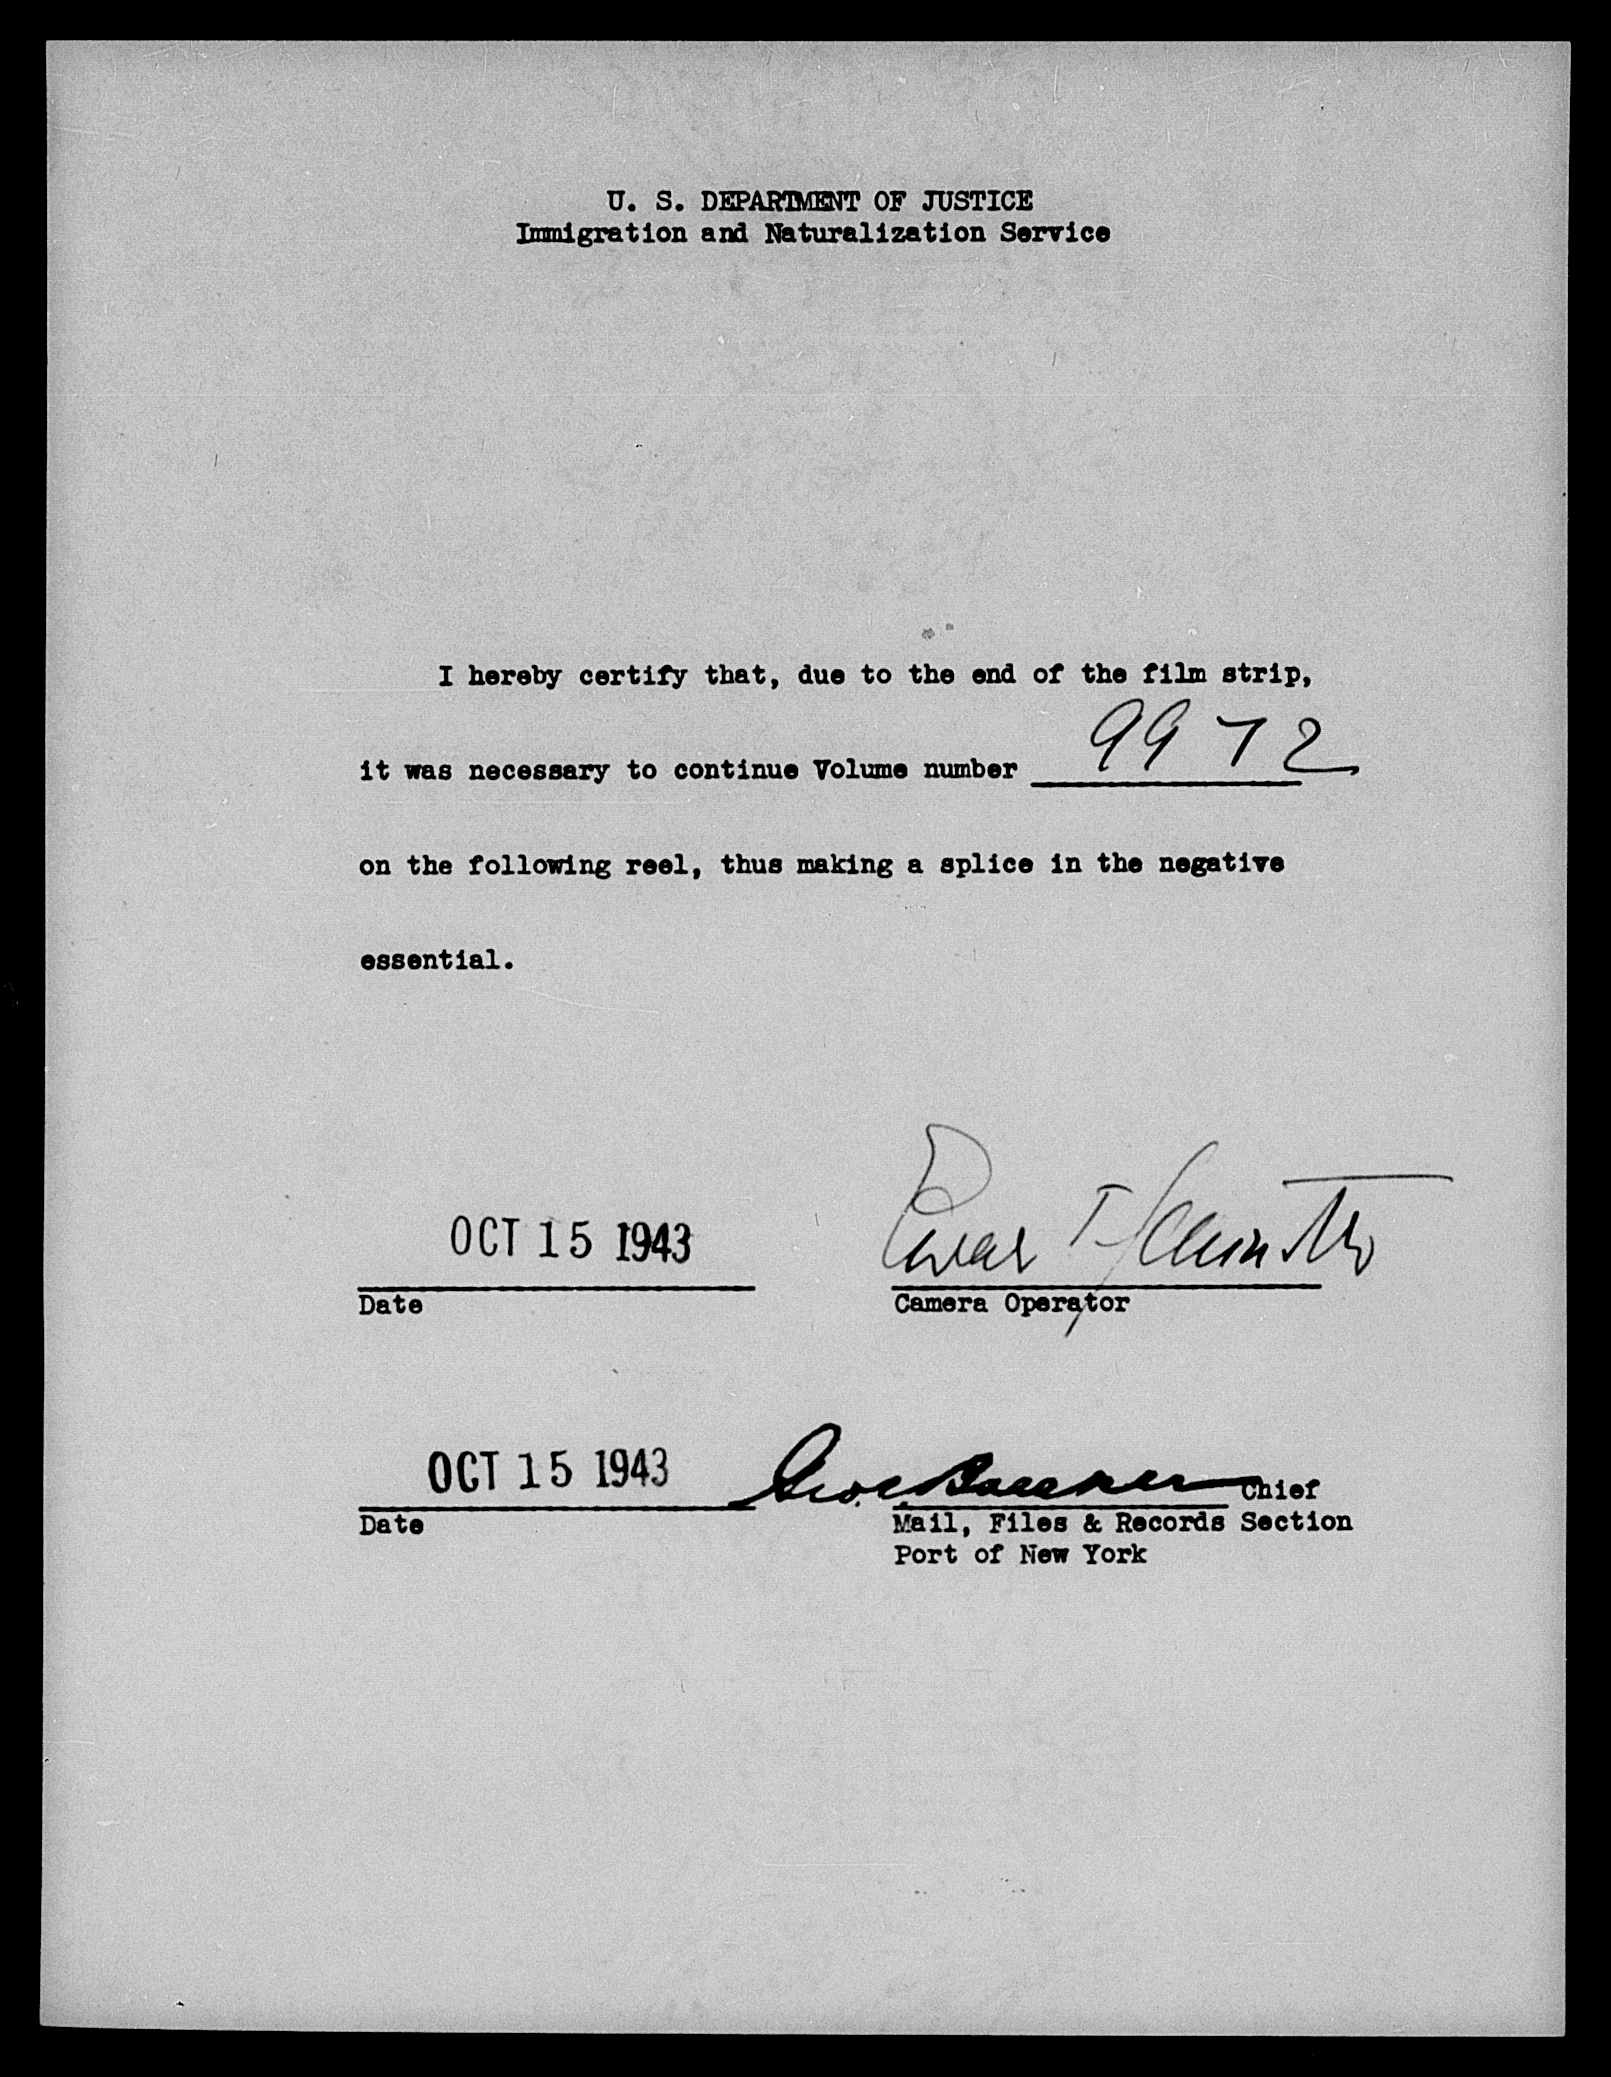 U. S. DEPARTMENT OF JUSTICE
Immigration and Naturalization Service
I hereby certify that, due to the end of the film strip,
it was necessary to continue Volume number 9972
on the following reel, thus making a splice in the negative
essential.
OCT 15 1943
Date
Camera Operator
OCT 15 1943
Chief
Date
Mail, Files & Records Section
Port of New York